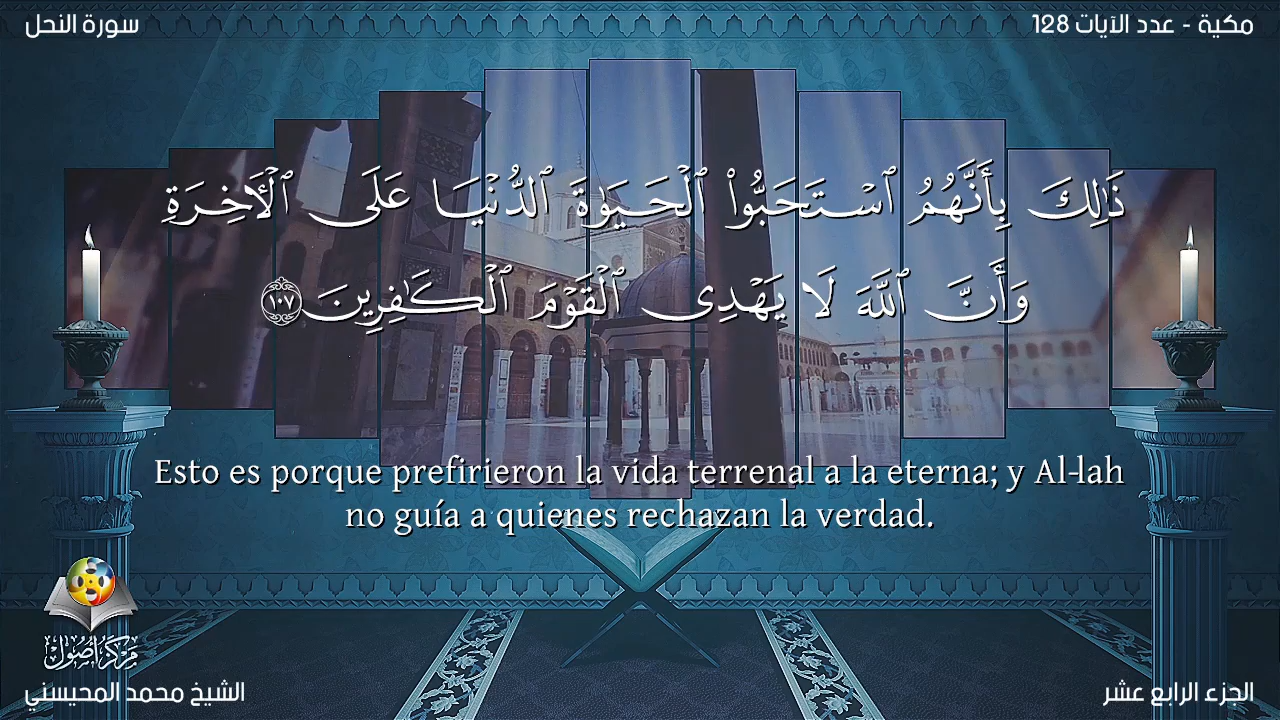 سورة النحل
مكية - عدد الآيات 128
ذَٰلِكَ بِأَنَّهُمُ ٱسْتَحَبُّوا۟ ٱلْحَيَوٰةَ ٱلدُّنْيَا عَلَى ٱلْـَٔاخِرَةِ
وَأَنَّ ٱللَّهَ لَا يَهْدِى ٱلْقَوْمَ ٱلْكَـٰفِرِينَ ١٠٧
Esto es porque prefirieron la vida terrenal a la eterna; y Al-lah
no guía a quienes rechazan la verdad.
مركز أصول
الشيخ محمد المحيسني
الجزء الرابع عشر